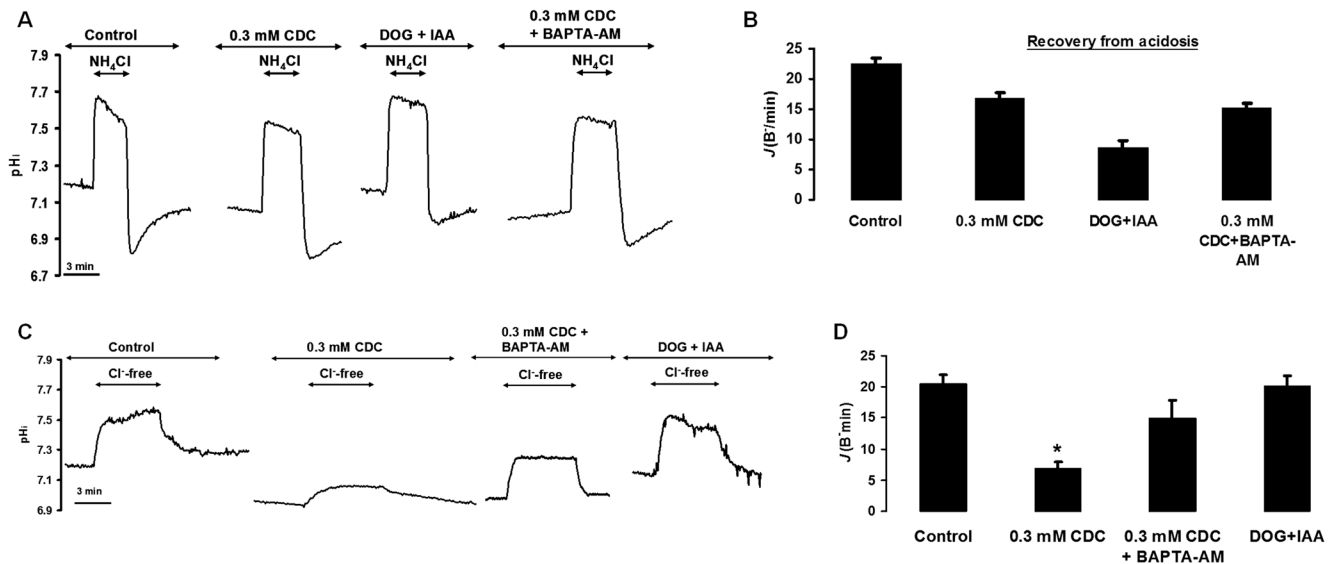 A
Control
0.3 mM CDC
DOG + IAA
0.3 mM CDC
+ BAPTA-AM
NH₄Cl
NH₄Cl
NH₄Cl
NH₄Cl
pHi
7.9
7.7
7.5
7.3
7.1
6.9
6.7
3 min
B
Recovery from acidosis
J(B⁻/min)
25
20
15
10
5
0
Control
0.3 mM CDC
DOG+IAA
0.3 mM
CDC+BAPTA-
AM
C
Control
0.3 mM CDC
0.3 mM CDC +
BAPTA-AM
DOG + IAA
Cl⁻-free
Cl⁻-free
Cl⁻-free
Cl⁻-free
pHi
7.9
7.7
7.5
7.3
7.1
6.9
3 min
D
J(B⁻min)
25
20
15
10
5
0
*
Control
0.3 mM CDC
0.3 mM CDC
+ BAPTA-AM
DOG+IAA